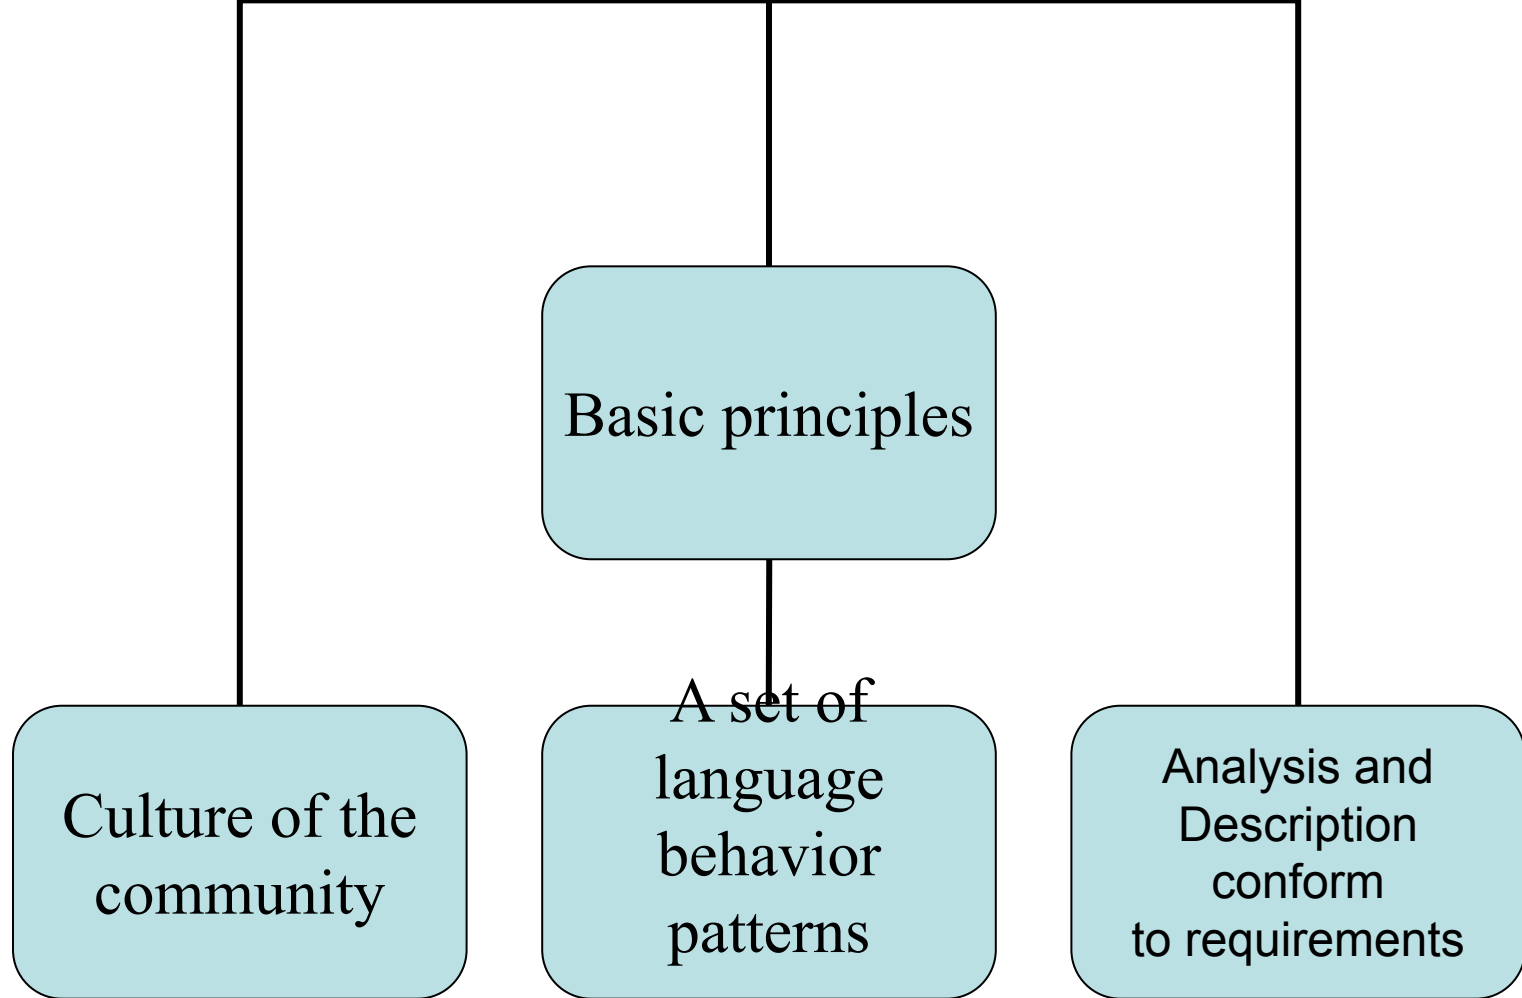 Basic principles
Culture of the
community
A set of
language
behavior
patterns
Analysis and
Description
conform
to requirements